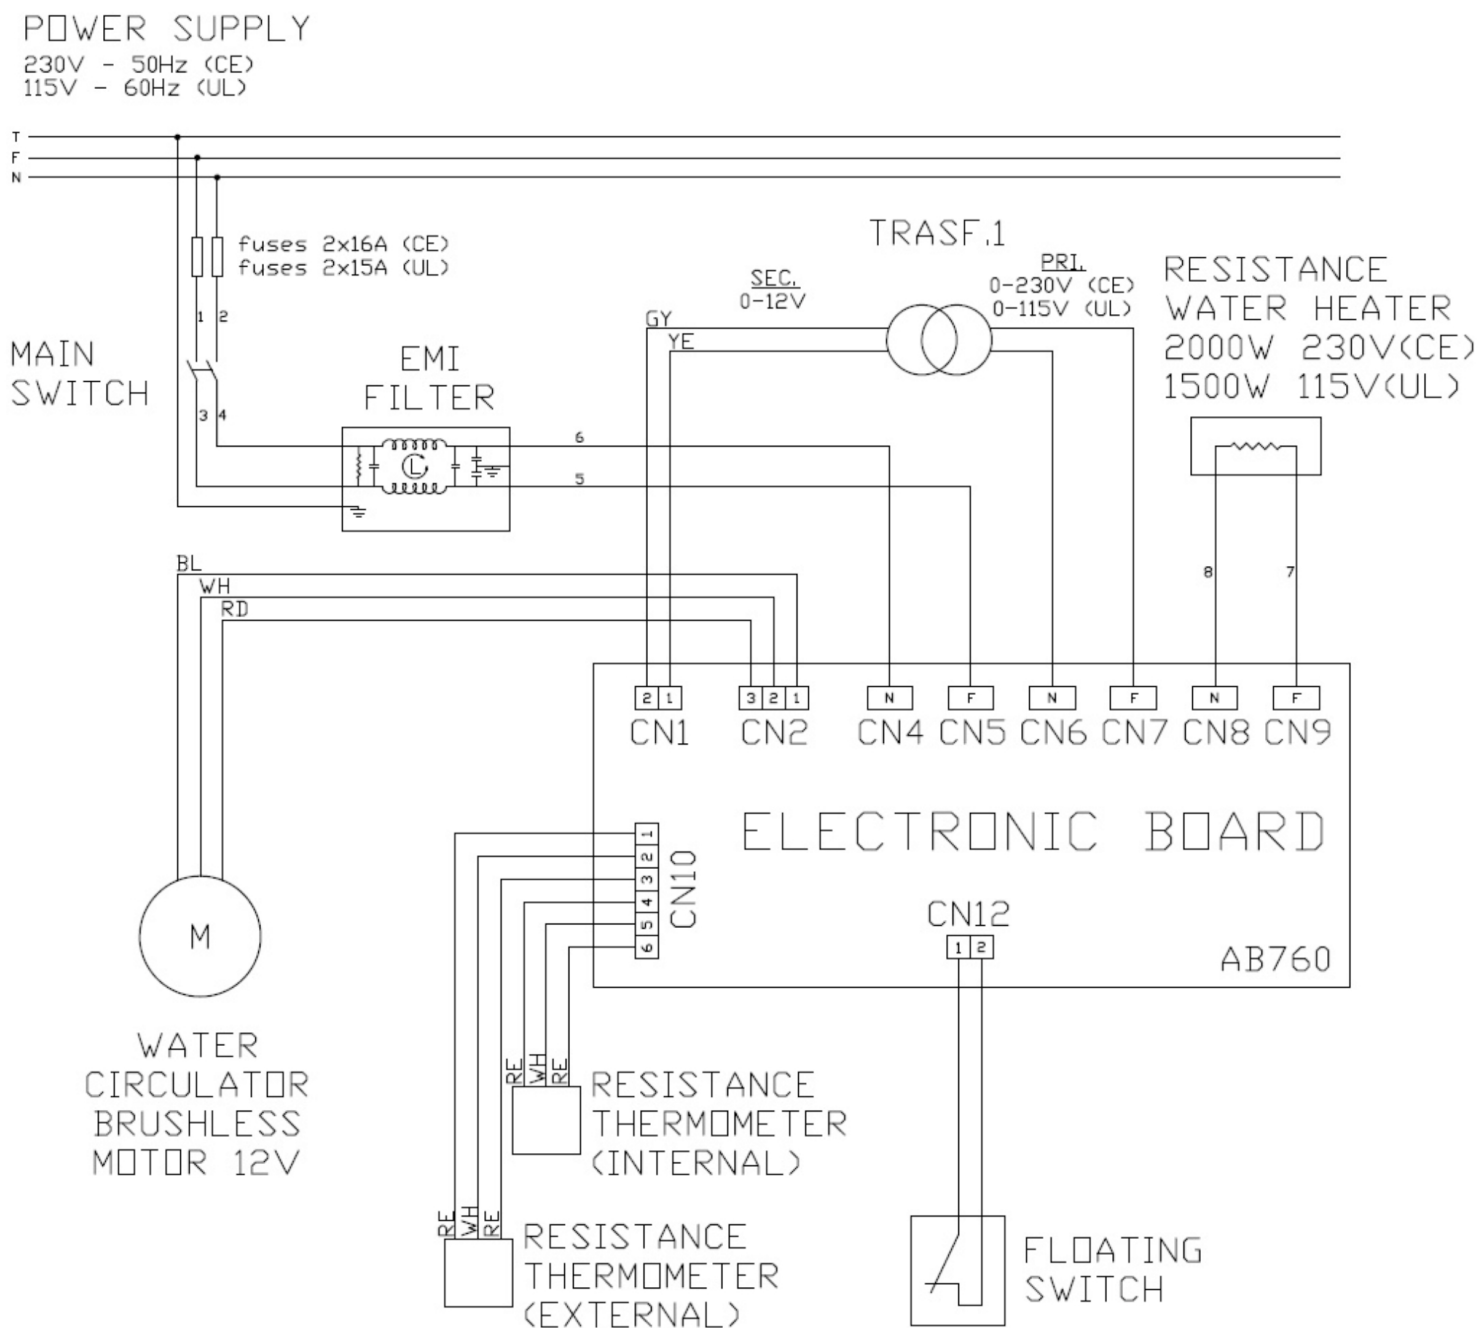 POWER SUPPLY
230V - 50Hz (CE)
115V - 60Hz (UL)
T
F
N
fuses 2x16A (CE)
fuses 2x15A (UL)
1 2
MAIN
SWITCH
3 4
EMI
FILTER
L
6
5
TRASF.1
SEC.
0-12V
PRI.
0-230V (CE)
0-115V (UL)
GY
YE
RESISTANCE
WATER HEATER
2000W 230V(CE)
1500W 115V(UL)
8 7
BL
WH
RD
2 1 3 2 1 N F N F N F
CN1 CN2 CN4 CN5 CN6 CN7 CN8 CN9
ELECTRONIC BOARD
1
2
3
4
5
6
CN10
CN12
1 2
AB760
M
WATER
CIRCULATOR
BRUSHLESS
MOTOR 12V
RE WH RE
RESISTANCE
THERMOMETER
(INTERNAL)
RE WH RE
RESISTANCE
THERMOMETER
(EXTERNAL)
FLOATING
SWITCH